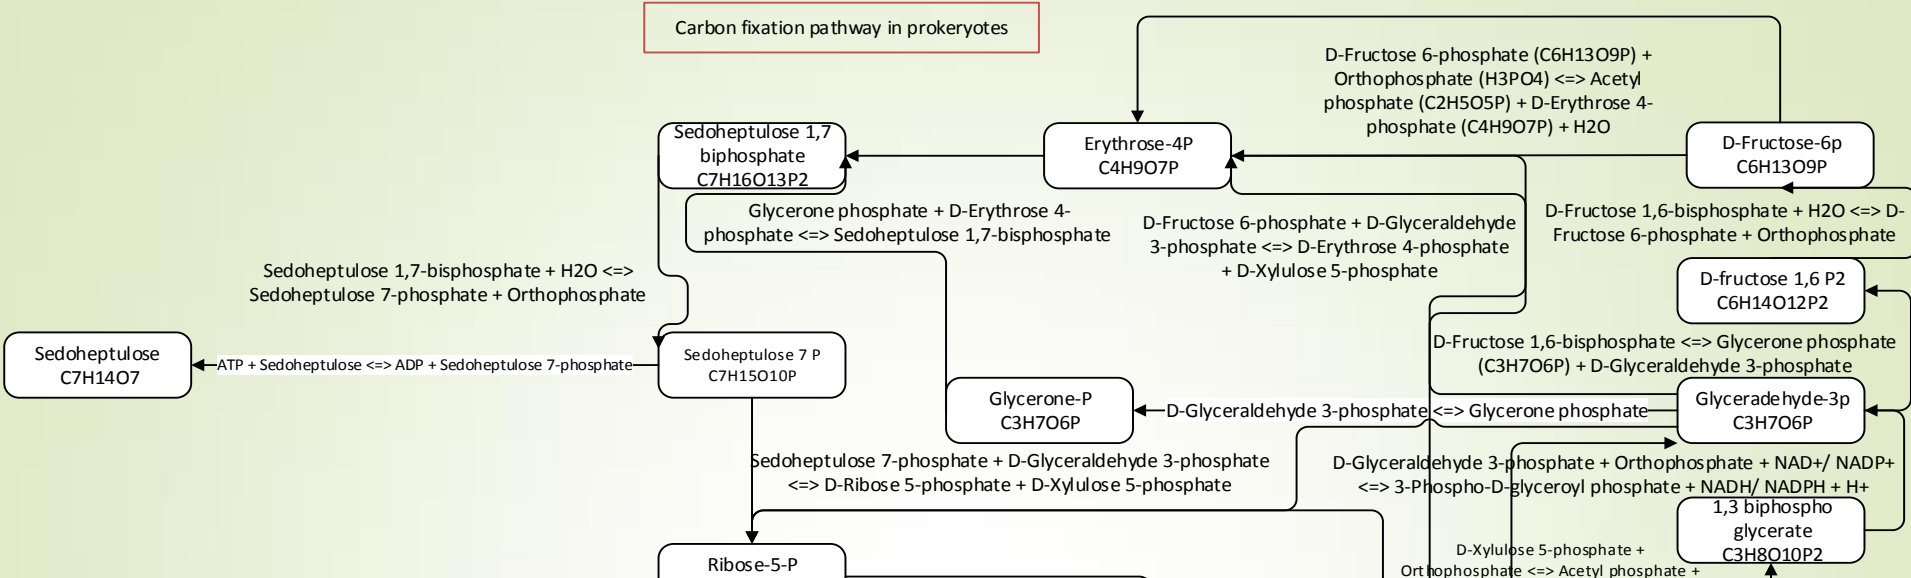 Carbon fixation pathway in prokeryotes
D-Fructose 6-phosphate (C6H13O9P) +
Orthophosphate (H3PO4) <=> Acetyl
phosphate (C2H5O5P) + D-Erythrose 4-
phosphate (C4H9O7P) + H2O
Sedoheptulose 1,7
biphosphate
C7H16O13P2
Erythrose-4P
C4H9O7P
D-Fructose-6p
C6H13O9P
Glycerone phosphate + D-Erythrose 4-
phosphate <=> Sedoheptulose 1,7-bisphosphate
D-Fructose 6-phosphate + D-Glyceraldehyde
3-phosphate <=> D-Erythrose 4-phosphate
+ D-Xylulose 5-phosphate
D-Fructose 1,6-bisphosphate + H2O <=> D-
Fructose 6-phosphate + Orthophosphate
Sedoheptulose 1,7-bisphosphate + H2O <=>
Sedoheptulose 7-phosphate + Orthophosphate
D-fructose 1,6 P2
C6H14O12P2
Sedoheptulose
C7H14O7
ATP + Sedoheptulose <=> ADP + Sedoheptulose 7-phosphate
Sedoheptulose 7 P
C7H15O10P
D-Fructose 1,6-bisphosphate <=> Glycerone phosphate
(C3H7O6P) + D-Glyceraldehyde 3-phosphate
Glycerone-P
C3H7O6P
D-Glyceraldehyde 3-phosphate <=> Glycerone phosphate
Glyceradehyde-3p
C3H7O6P
Sedoheptulose 7-phosphate + D-Glyceraldehyde 3-phosphate
<=> D-Ribose 5-phosphate + D-Xylulose 5-phosphate
D-Glyceraldehyde 3-phosphate + Orthophosphate + NAD+/ NADP+
<=> 3-Phospho-D-glyceroyl phosphate + NADH/ NADPH + H+
1,3 biphospho
glycerate
C3H8O10P2
D-Xylulose 5-phosphate +
Orthophosphate <=> Acetyl phosphate +
Ribose-5-P